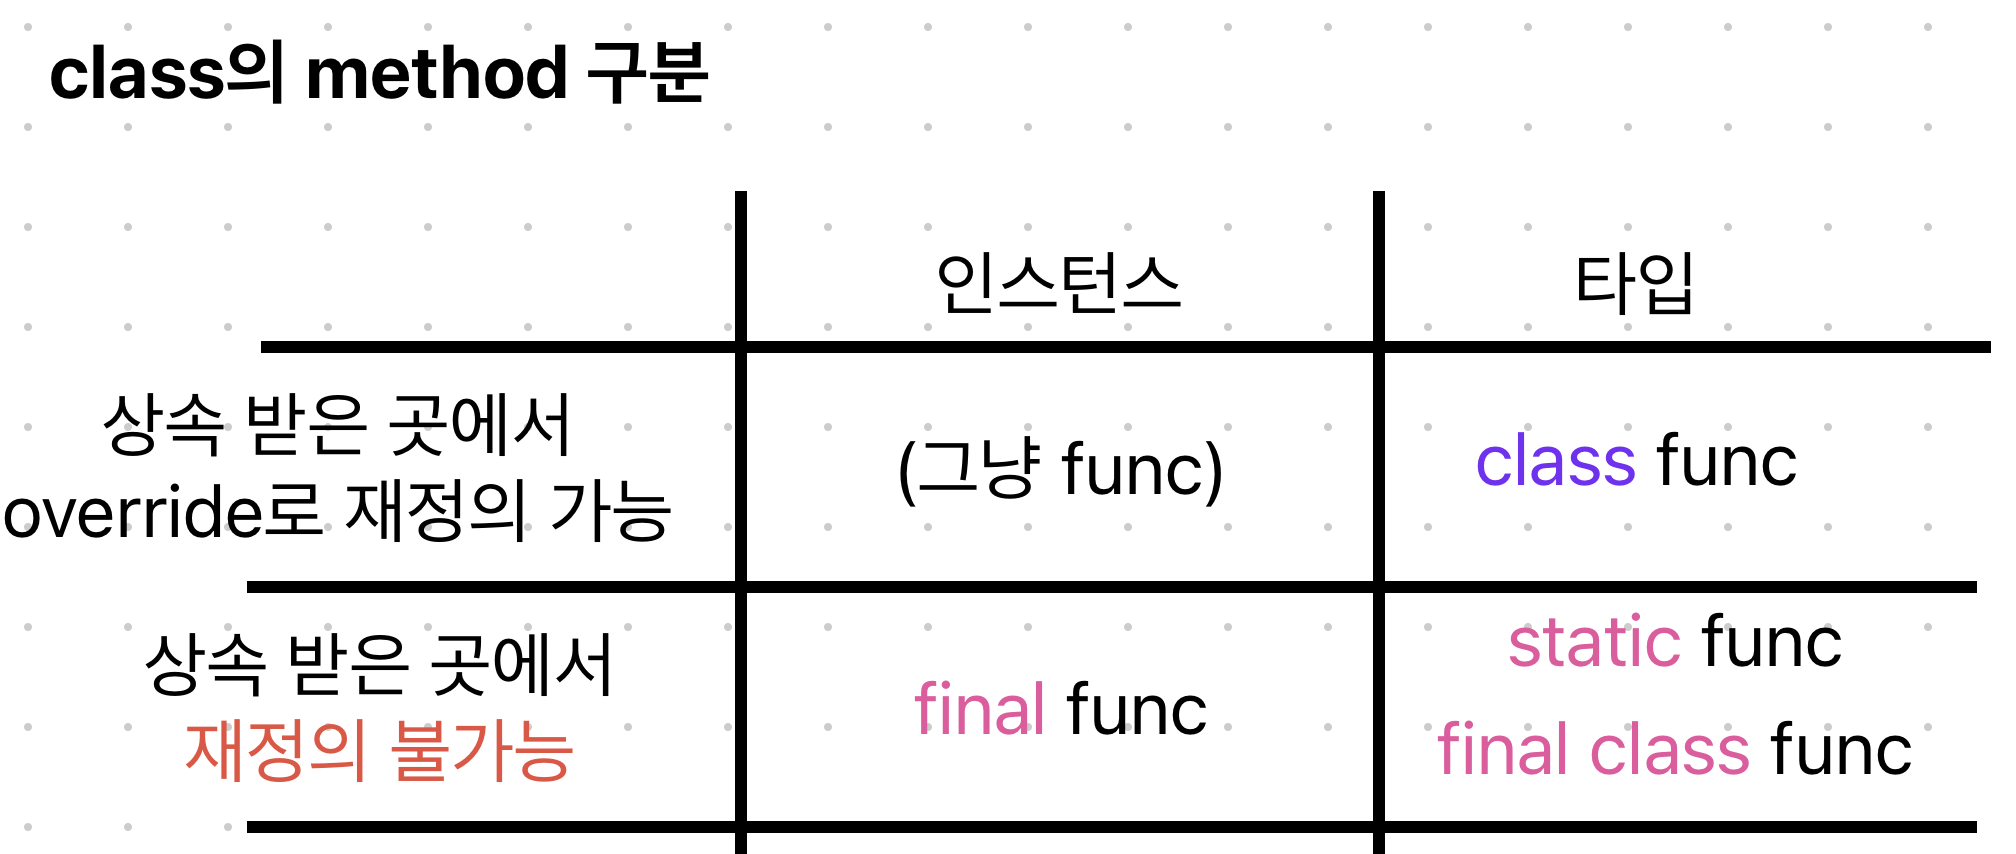 class의 method 구분
인스턴스
타입
상속 받은 곳에서
override로 재정의 가능
(그냥 func)
class func
상속 받은 곳에서
재정의 불가능
final func
static func
final class func